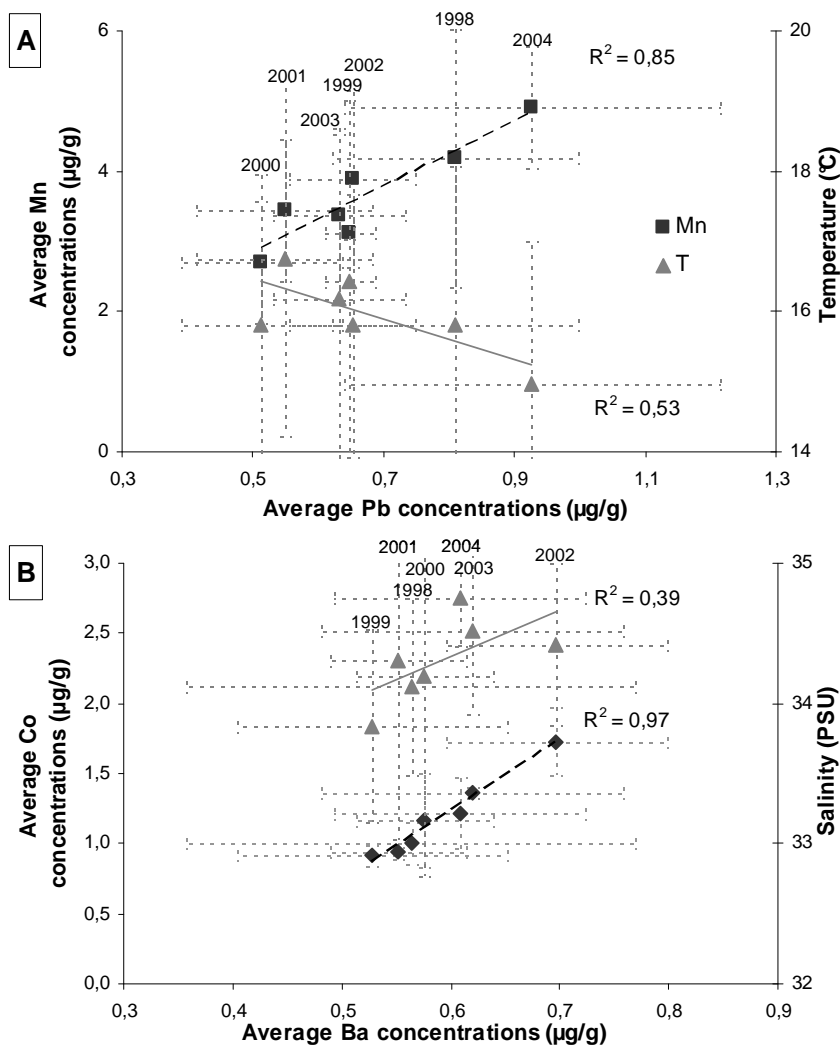 A
6
4
2
0
Average Mn
concentrations (µg/g)
20
18
16
14
Temperature (°C)
1998
2004
2001
2002
1999
2003
2000
R² = 0,85
Mn
T
R² = 0,53
0,3
0,5
0,7
0,9
1,1
1,3
Average Pb concentrations (µg/g)
B
3,0
2,5
2,0
1,5
1,0
0,5
0,0
Average Co
concentrations (µg/g)
35
34
33
32
Salinity (PSU)
2001
2004
2002
2000
2003
1998
1999
R² = 0,39
R² = 0,97
0,3
0,4
0,5
0,6
0,7
0,8
0,9
Average Ba concentrations (µg/g)